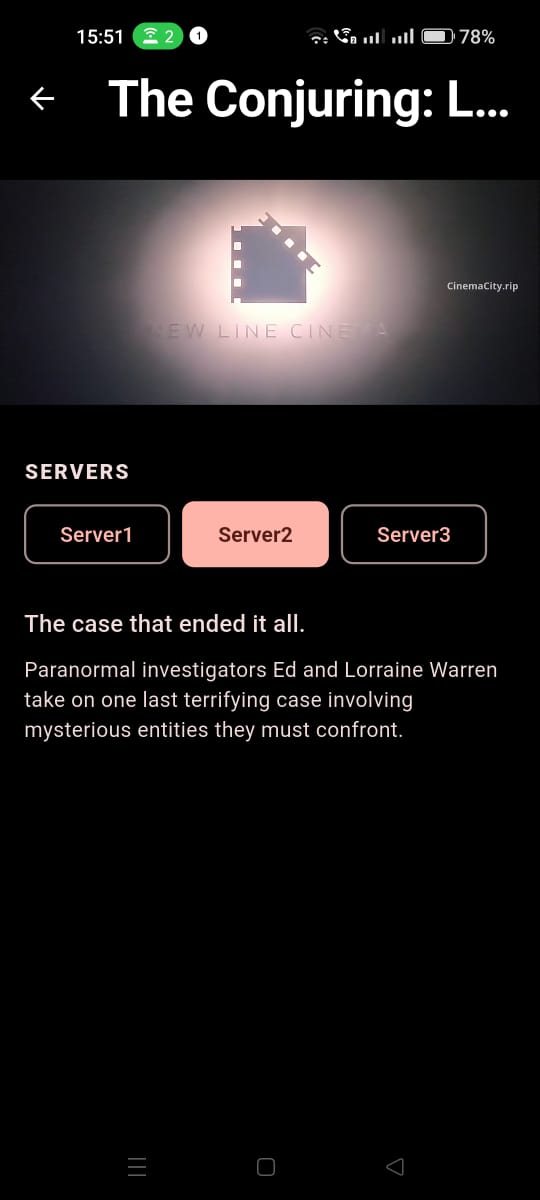 15:51 2 1 78%
The Conjuring: L...
CinemaCity.rip
NEW LINE CINEMA
SERVERS
Server1 Server2 Server3
The case that ended it all.
Paranormal investigators Ed and Lorraine Warren
take on one last terrifying case involving
mysterious entities they must confront.